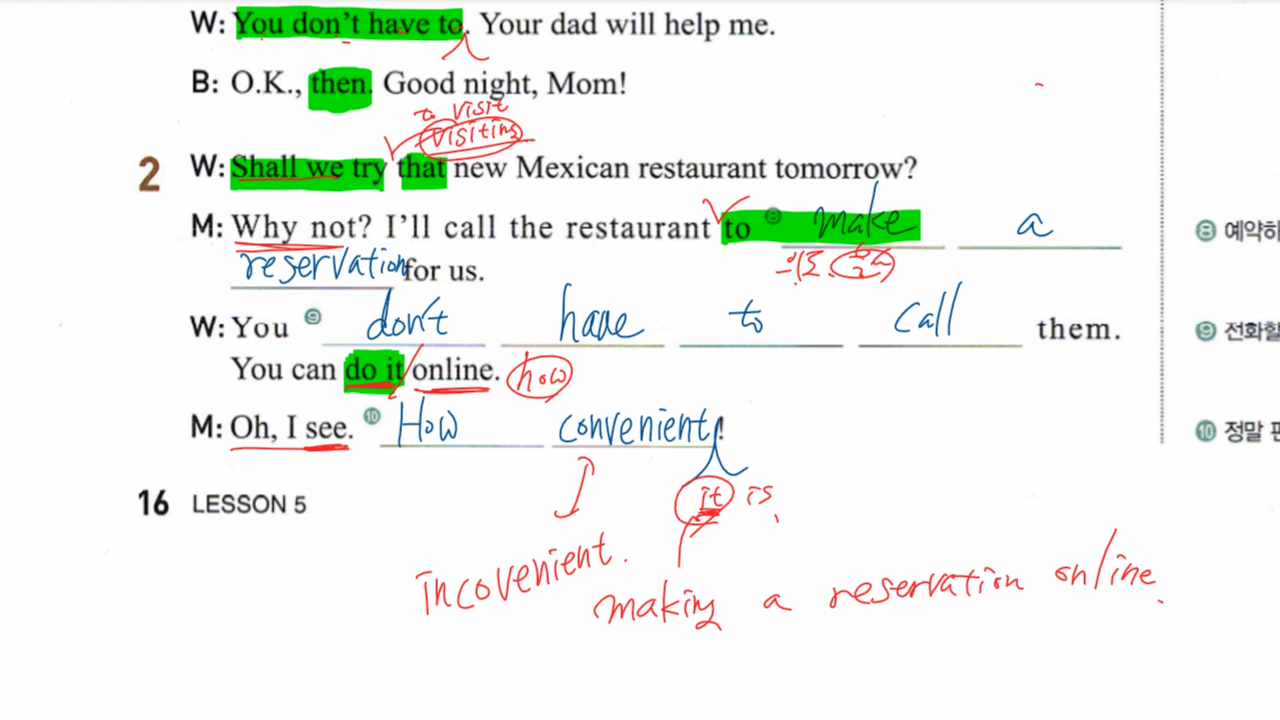 W: You don't have to. Your dad will help me.
B: O.K., then. Good night, Mom!
to visit
visiting
2 W: Shall we try that new Mexican restaurant tomorrow?
M: Why not? I'll call the restaurant to ⑧ make a
⑧ 예약하
reservation for us.
W: You ⑨ don't have to call them.
⑨ 전화할
You can do it online. how
M: Oh, I see. ⑩ How convenient!
⑩ 정말 편
it is
16 LESSON 5
incovenient.
making a reservation online.